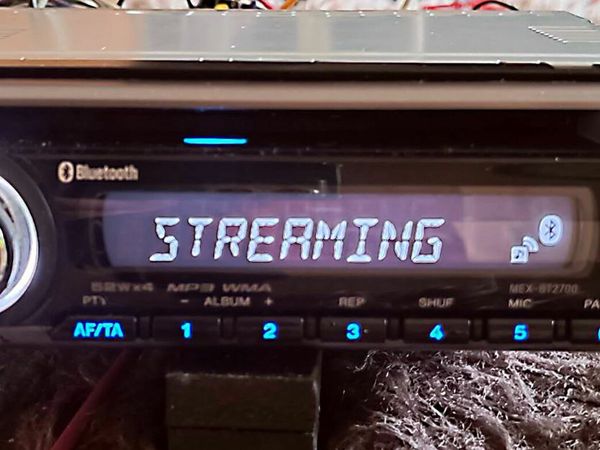 Bluetooth
STREAMING
52W×4 MP3 WMA MEX-BT2700
PTY - ALBUM + REP SHUF MIC PA
AF/TA 1 2 3 4 5